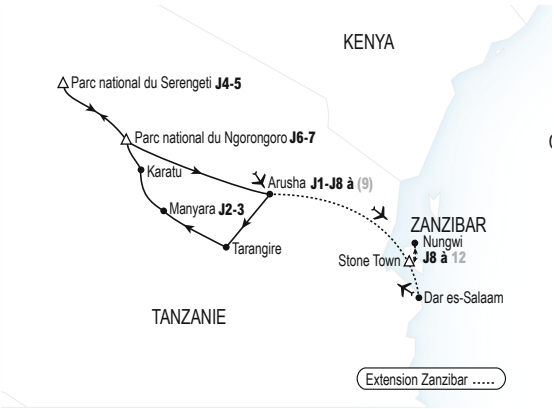 KENYA
Parc national du Serengeti J4-5
Parc national du Ngorongoro J6-7
Karatu
Arusha J1-J8 à (9)
Manyara J2-3
ZANZIBAR
Nungwi
Tarangire
Stone Town
J8 à 12
Dar es-Salaam
TANZANIE
Extension Zanzibar .....